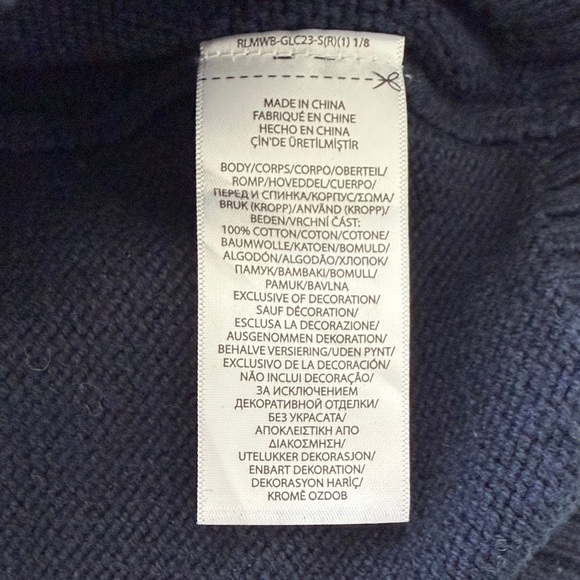 RLMWB-GLC23-S(R)(1) 1/8
MADE IN CHINA
FABRIQUÉ EN CHINE
HECHO EN CHINA
ÇİN'DE ÜRETİLMİŞTİR
BODY/CORPS/CORPO/OBERTEIL/
ROMP/HOVEDDEL/CUERPO/
ПЕРЕД И СПИНКА/КОРПУС/ΣΩΜΑ/
BRUK (KROPP)/ANVÄND (KROPP)/
BEDEN/VRCHNÍ ČÁST:
100% COTTON/COTON/COTONE/
BAUMWOLLE/KATOEN/BOMULD/
ALGODÓN/ALGODÃO/ХЛОПОК/
ПАМУК/ΒΑΜΒΑΚΙ/BOMULL/
PAMUK/BAVLNA
EXCLUSIVE OF DECORATION/
SAUF DÉCORATION/
ESCLUSA LA DECORAZIONE/
AUSGENOMMEN DEKORATION/
BEHALVE VERSIERING/UDEN PYNT/
EXCLUSIVO DE LA DECORACIÓN/
NÃO INCLUI DECORAÇÃO/
ЗА ИСКЛЮЧЕНИЕМ
ДЕКОРАТИВНОЙ ОТДЕЛКИ/
БЕЗ УКРАСАТА/
ΑΠΟΚΛΕΙΣΤΙΚΗ ΑΠΟ
ΔΙΑΚΟΣΜΗΣΗ/
UTELUKKER DEKORASJON/
ENBART DEKORATION/
DEKORASYON HARİÇ/
KROMĚ OZDOB